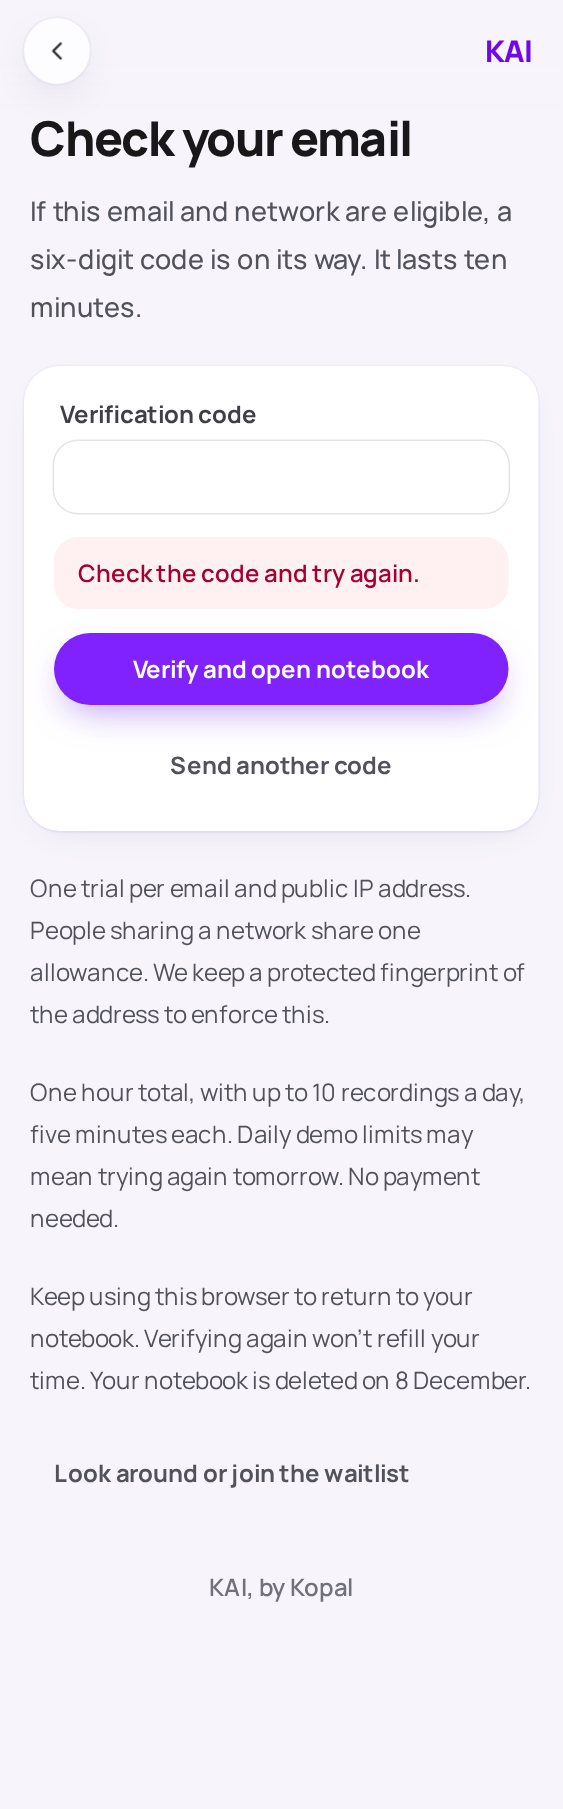 KAI
Check your email
If this email and network are eligible, a
six-digit code is on its way. It lasts ten
minutes.
Verification code
Check the code and try again.
Verify and open notebook
Send another code
One trial per email and public IP address.
People sharing a network share one
allowance. We keep a protected fingerprint of
the address to enforce this.
One hour total, with up to 10 recordings a day,
five minutes each. Daily demo limits may
mean trying again tomorrow. No payment
needed.
Keep using this browser to return to your
notebook. Verifying again won’t refill your
time. Your notebook is deleted on 8 December.
Look around or join the waitlist
KAI, by Kopal